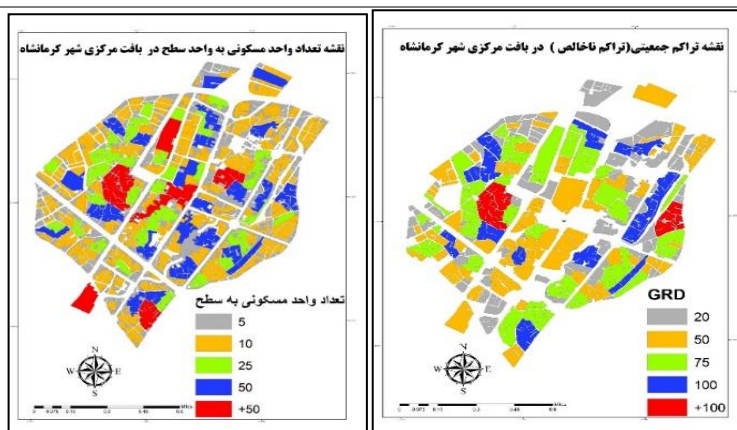 نقشه تعداد واحد مسکونی به واحد سطح در بافت مرکزی شهر کرمانشاه
تعداد واحد مسکونی به سطح
5
10
25
50
+50
N
W E
S
نقشه تراکم جمعیتی(تراکم ناخالص ) در بافت مرکزی شهر کرمانشاه
GRD
20
50
75
100
+100
N
W E
S